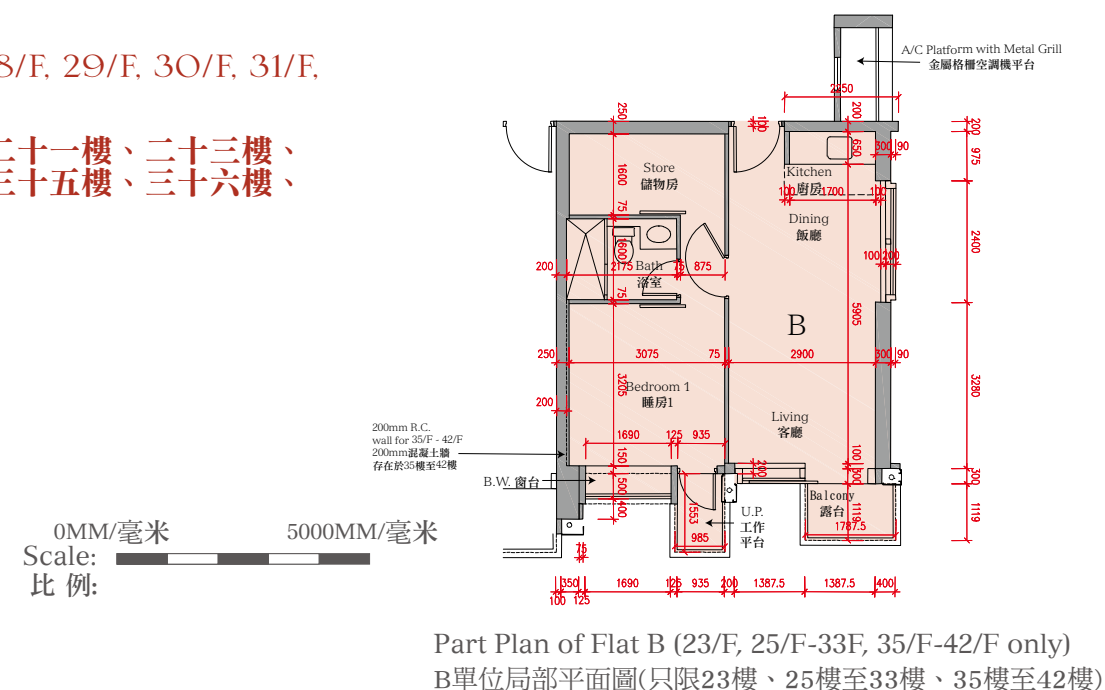 8/F, 29/F, 30/F, 31/F,
二十一樓、二十三樓、
三十五樓、三十六樓、
A/C Platform with Metal Grill
金屬格柵空調機平台
2350
250
200
100
200
650
300 90
975
Store
儲物房
1600
Kitchen
廚房
100 1700 100
75
Dining
飯廳
2400
1600
Bath
浴室
200 2175 75 875
100 200
75
5905
B
250 3075 75 2900 300 90
3205
3280
Bedroom 1
睡房1
200
Living
客廳
200mm R.C.
wall for 35/F - 42/F
200mm混凝土牆
存在於35樓至42樓
1690 125 935
150
200
100
300
300
B.W. 窗台
500
400
1553
U.P.
工作
平台
985
Balcony
露台
1119
1787.5
1119
75
0MM/毫米 5000MM/毫米
Scale:
比 例:
350 1690 125 935 200 1387.5 1387.5 400
100 125
Part Plan of Flat B (23/F, 25/F-33F, 35/F-42/F only)
B單位局部平面圖(只限23樓、25樓至33樓、35樓至42樓)